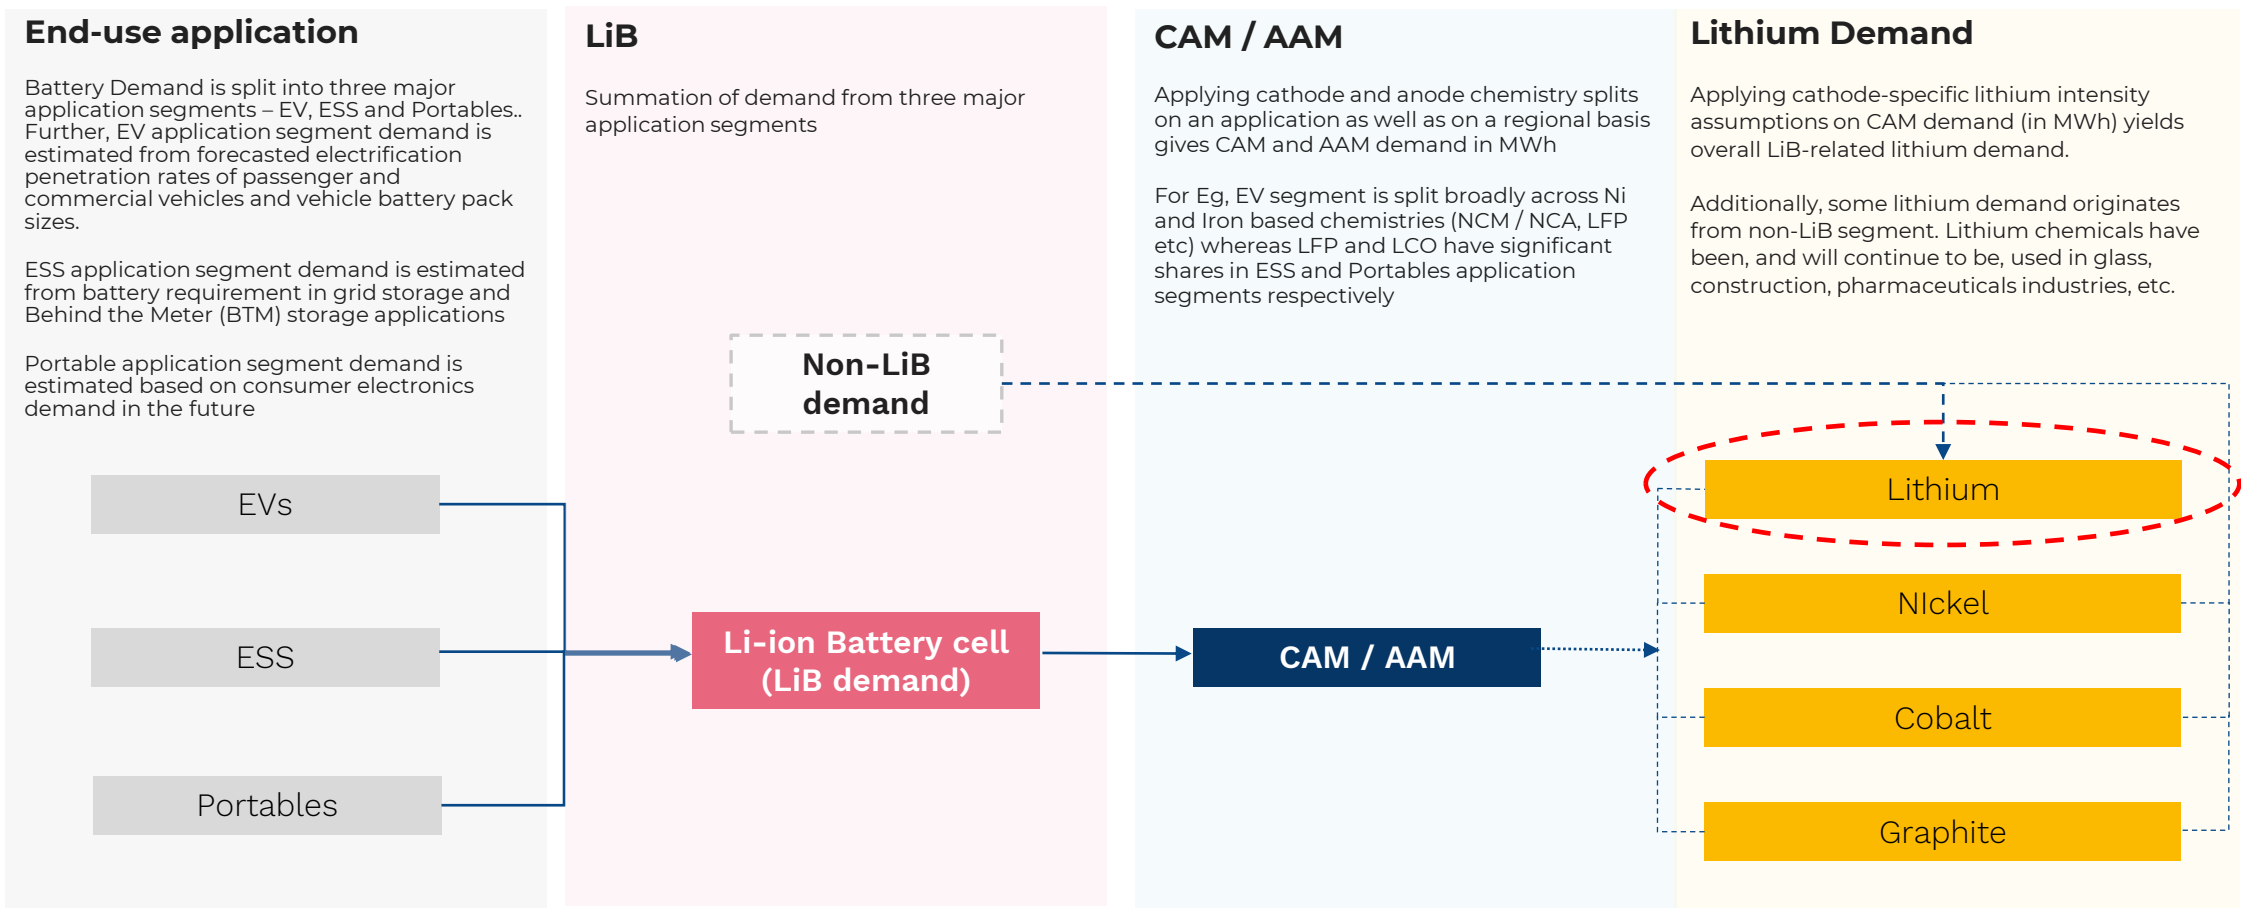 End-use application
Battery Demand is split into three major
application segments – EV, ESS and Portables..
Further, EV application segment demand is
estimated from forecasted electrification
penetration rates of passenger and
commercial vehicles and vehicle battery pack
sizes.
ESS application segment demand is estimated
from battery requirement in grid storage and
Behind the Meter (BTM) storage applications
Portable application segment demand is
estimated based on consumer electronics
demand in the future
EVs
ESS
Portables
LiB
Summation of demand from three major
application segments
Non-LiB
demand
Li-ion Battery cell
(LiB demand)
CAM / AAM
Applying cathode and anode chemistry splits
on an application as well as on a regional basis
gives CAM and AAM demand in MWh
For Eg, EV segment is split broadly across Ni
and Iron based chemistries (NCM / NCA, LFP
etc) whereas LFP and LCO have significant
shares in ESS and Portables application
segments respectively
CAM / AAM
Lithium Demand
Applying cathode-specific lithium intensity
assumptions on CAM demand (in MWh) yields
overall LiB-related lithium demand.
Additionally, some lithium demand originates
from non-LiB segment. Lithium chemicals have
been, and will continue to be, used in glass,
construction, pharmaceuticals industries, etc.
Lithium
NIckel
Cobalt
Graphite